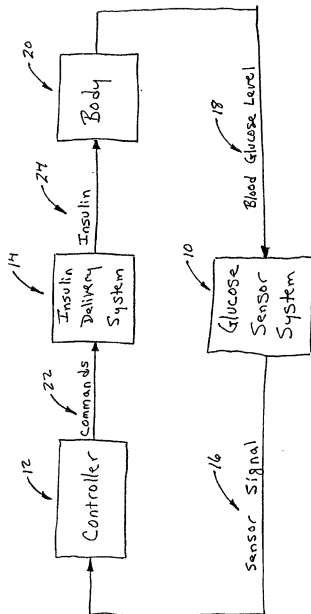 12
Controller
22
Commands
14
Insulin
Delivery
System
24
Insulin
20
Body
16
Sensor Signal
10
Glucose
Sensor
System
18
Blood Glucose Level